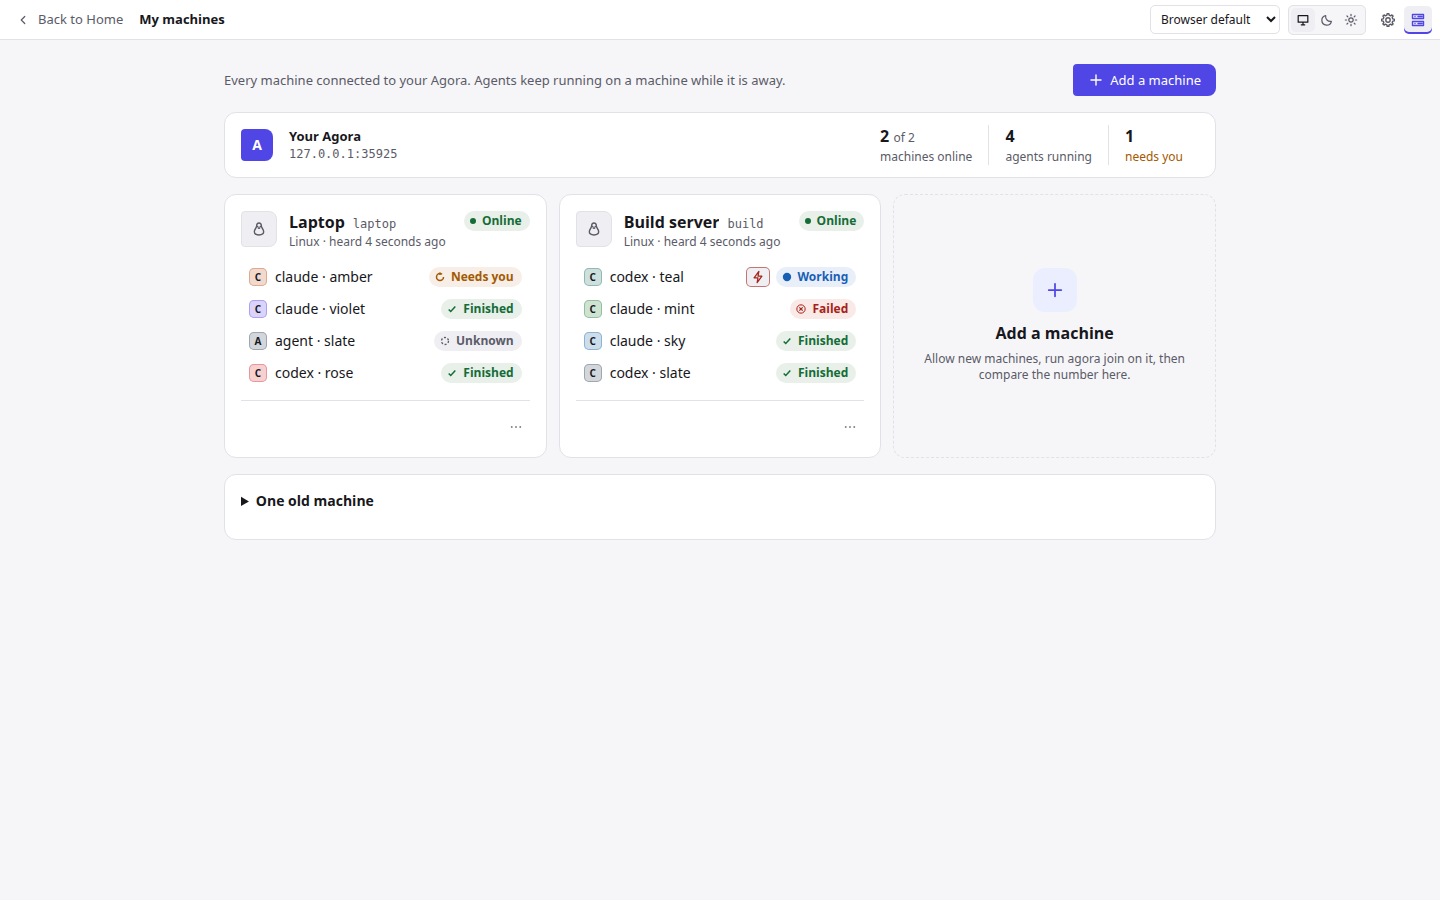 Back to Home My machines Browser default
Every machine connected to your Agora. Agents keep running on a machine while it is away.
Add a machine
A
Your Agora
127.0.0.1:35925
2 of 2
machines online
4
agents running
1
needs you
Laptop laptop Online
Linux · heard 4 seconds ago
C claude · amber Needs you
C claude · violet Finished
A agent · slate Unknown
C codex · rose Finished
...
Build server build Online
Linux · heard 4 seconds ago
C codex · teal Working
C claude · mint Failed
C claude · sky Finished
C codex · slate Finished
...
Add a machine
Allow new machines, run agora join on it, then
compare the number here.
One old machine